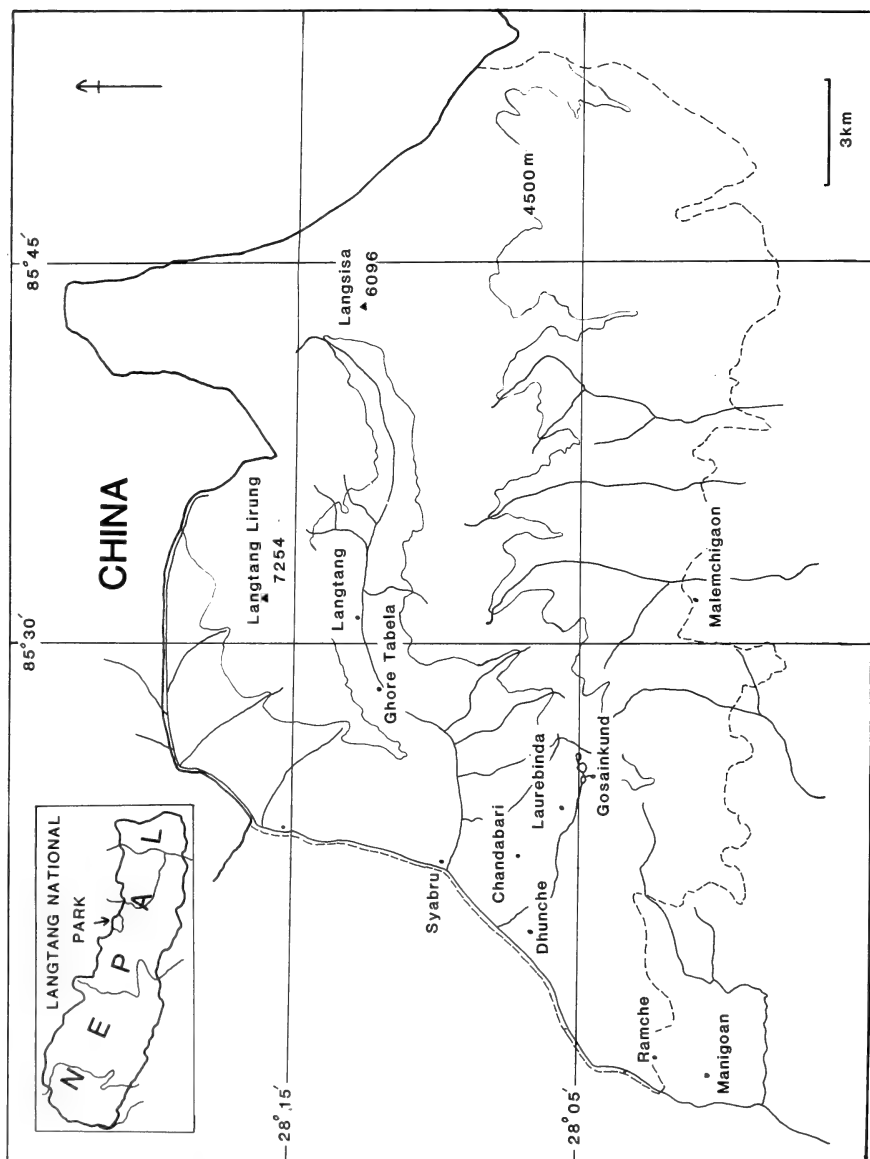 LANGTANG NATIONAL
PARK
N E P A L
CHINA
85° 30´
85° 45´
28° 15´
28° 05´
Langtang Lirung
7254
Langsisa
6096
Langtang
Ghore Tabela
4500m
Syabru
Chandabari
Laurebinda
Dhunche
Gosainkund
Ramche
Manigoan
Malemchigaon
3km